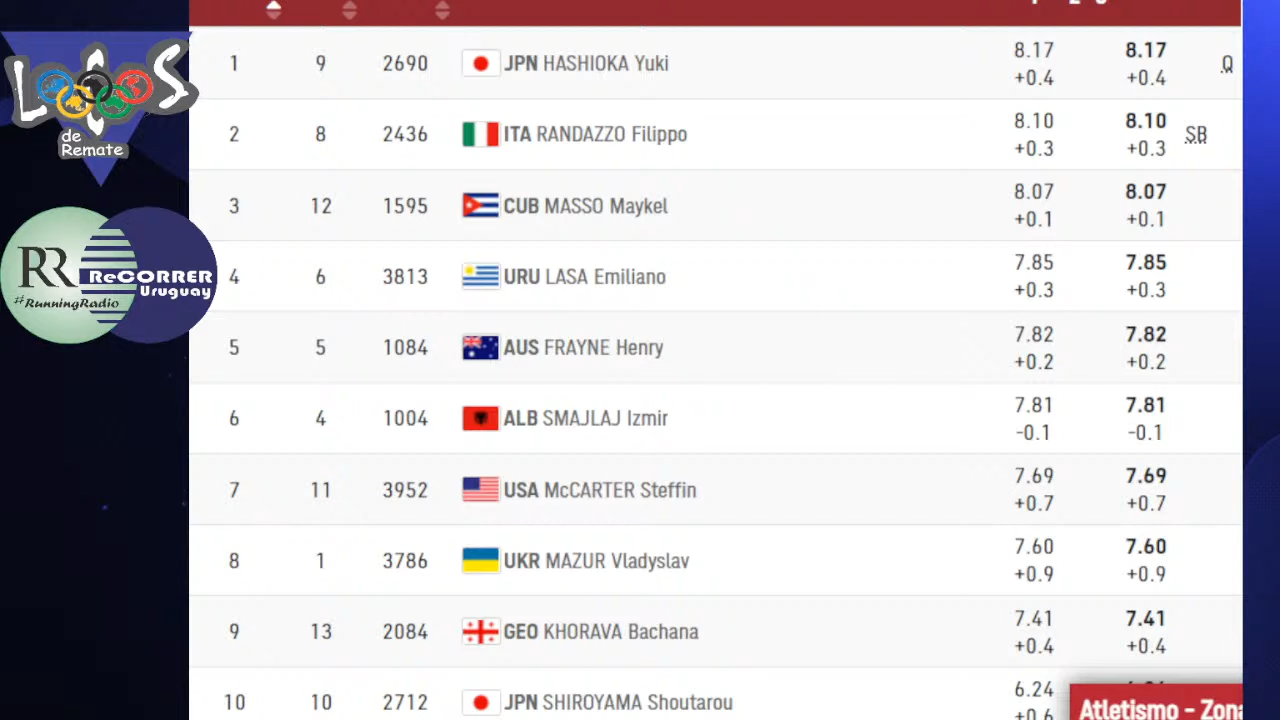 LOcOS
de
Remate
RR
ReCORRER
Uruguay
#RunningRadio
1 9 2690 JPN HASHIOKA Yuki 8.17 8.17 Q
+0.4 +0.4
2 8 2436 ITA RANDAZZO Filippo 8.10 8.10 SB
+0.3 +0.3
3 12 1595 CUB MASSO Maykel 8.07 8.07
+0.1 +0.1
4 6 3813 URU LASA Emiliano 7.85 7.85
+0.3 +0.3
5 5 1084 AUS FRAYNE Henry 7.82 7.82
+0.2 +0.2
6 4 1004 ALB SMAJLAJ Izmir 7.81 7.81
-0.1 -0.1
7 11 3952 USA McCARTER Steffin 7.69 7.69
+0.7 +0.7
8 1 3786 UKR MAZUR Vladyslav 7.60 7.60
+0.9 +0.9
9 13 2084 GEO KHORAVA Bachana 7.41 7.41
+0.4 +0.4
10 10 2712 JPN SHIROYAMA Shoutarou 6.24
+0.6
Atletismo - Zona